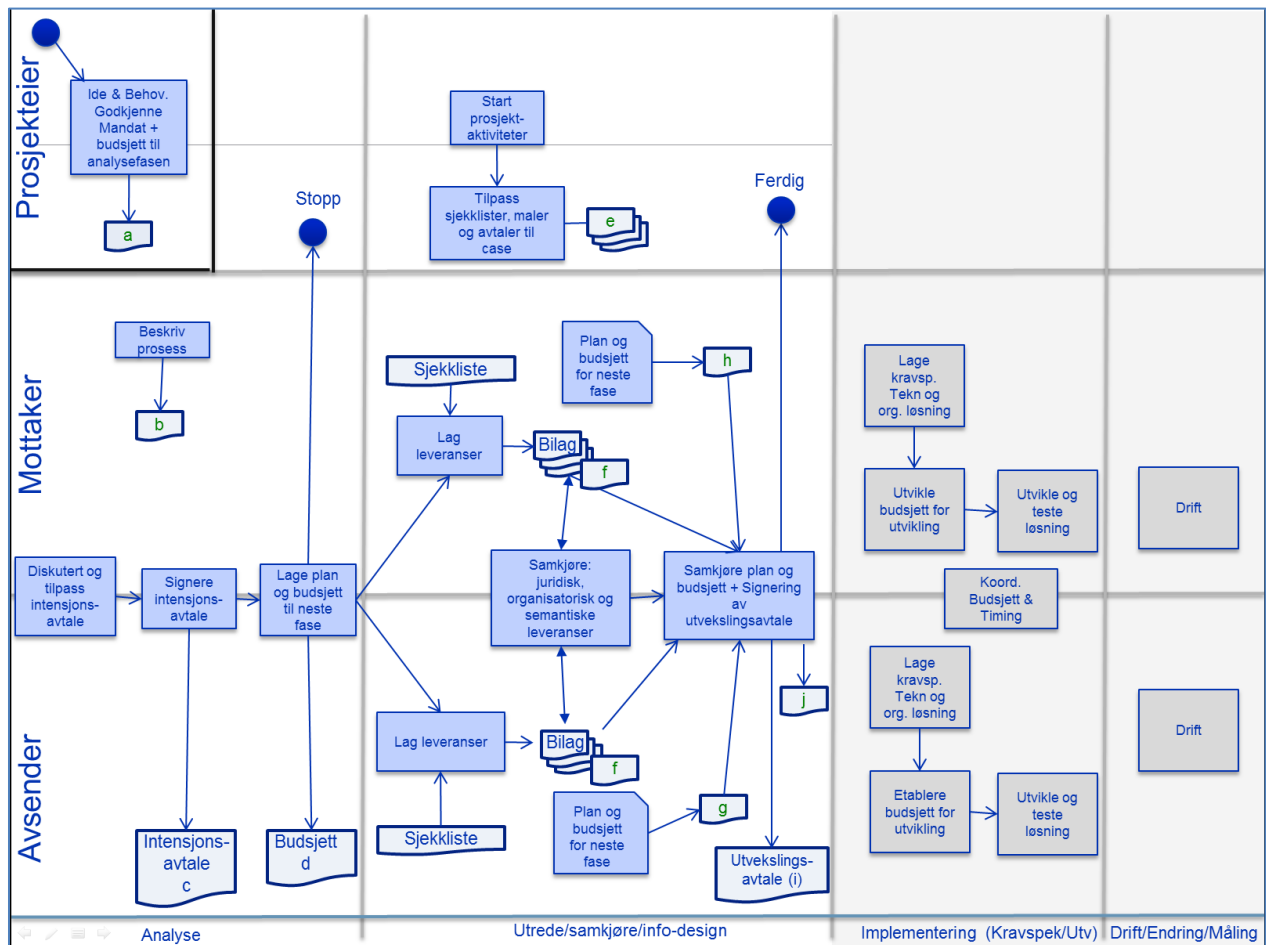 Prosjekteier
Ide & Behov.
Godkjenne
Mandat +
budsjett til
analysefasen
a
Stopp
Start
prosjekt-
aktiviteter
Tilpass
sjekklister, maler
og avtaler til
case
e
Ferdig
Mottaker
Beskriv
prosess
b
Sjekkliste
Lag
leveranser
Bilag
f
Plan og
budsjett
for neste
fase
h
Lage
kravsp.
Tekn og
org. løsning
Utvikle
budsjett for
utvikling
Utvikle og
teste
løsning
Drift
Diskutert og
tilpass
intensjons-
avtale
Signere
intensjons-
avtale
Lage plan
og budsjett
til neste
fase
Samkjøre:
juridisk,
organisatorisk og
semantiske
leveranser
Samkjøre plan og
budsjett + Signering
av
utvekslingsavtale
Koord.
Budsjett &
Timing
Avsender
Lag leveranser
Sjekkliste
Bilag
f
Plan og
budsjett
for neste
fase
g
j
Lage
kravsp.
Tekn og
org. løsning
Etablere
budsjett for
utvikling
Utvikle og
teste
løsning
Drift
Intensjons-
avtale
c
Budsjett
d
Utvekslings-
avtale (i)
Analyse
Utrede/samkjøre/info-design
Implementering (Kravspek/Utv)
Drift/Endring/Måling